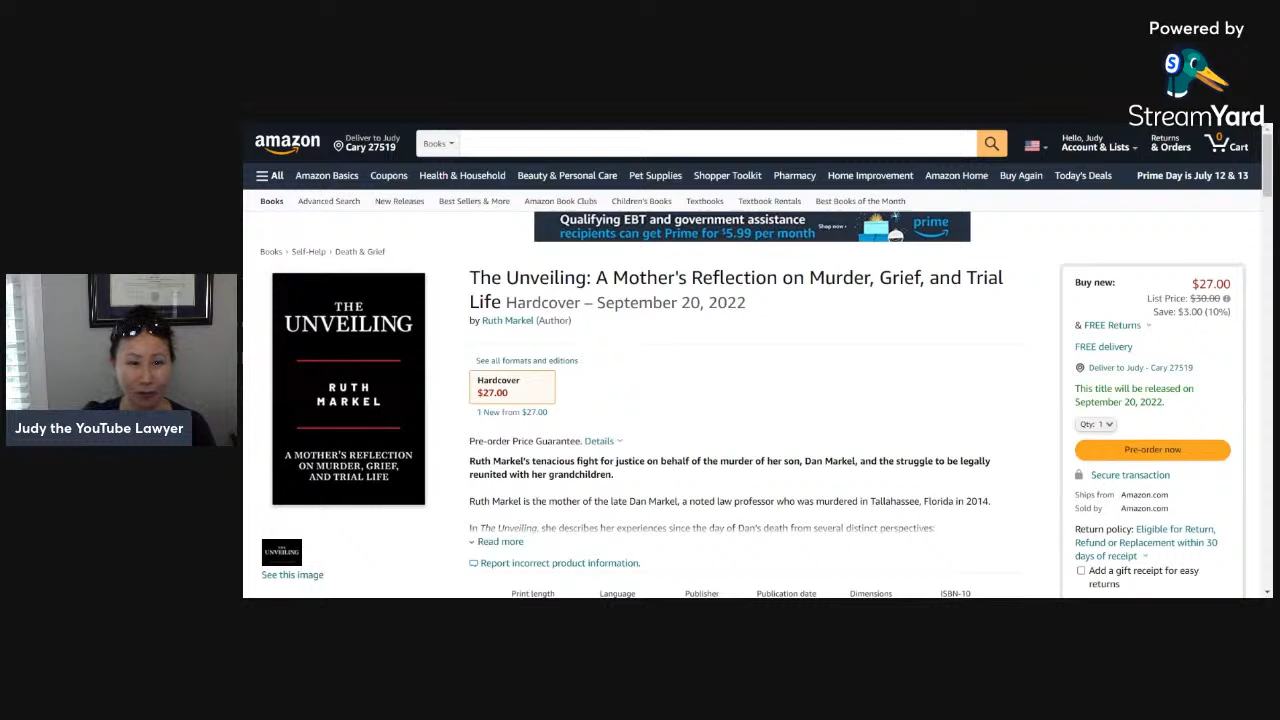 Powered by
S
StreamYard
amazon
Deliver to Judy
Cary 27519
Books
Hello, Judy
Account & Lists
Returns
& Orders
0
Cart
All
Amazon Basics
Coupons
Health & Household
Beauty & Personal Care
Pet Supplies
Shopper Toolkit
Pharmacy
Home Improvement
Amazon Home
Buy Again
Today's Deals
Prime Day is July 12 & 13
Books
Advanced Search
New Releases
Best Sellers & More
Amazon Book Clubs
Children's Books
Textbooks
Textbook Rentals
Best Books of the Month
Qualifying EBT and government assistance
recipients can get Prime for $5.99 per month
Shop now
prime
Books › Self-Help › Death & Grief
THE
UNVEILING
RUTH
MARKEL
A MOTHER'S REFLECTION
ON MURDER, GRIEF,
AND TRIAL LIFE
THE
UNVEILING
See this image
The Unveiling: A Mother's Reflection on Murder, Grief, and Trial
Life Hardcover – September 20, 2022
by Ruth Markel (Author)
See all formats and editions
Hardcover
$27.00
1 New from $27.00
Pre-order Price Guarantee. Details
Ruth Markel's tenacious fight for justice on behalf of the murder of her son, Dan Markel, and the struggle to be legally
reunited with her grandchildren.
Ruth Markel is the mother of the late Dan Markel, a noted law professor who was murdered in Tallahassee, Florida in 2014.
In The Unveiling, she describes her experiences since the day of Dan's death from several distinct perspectives:
Read more
Report incorrect product information.
Print length
Language
Publisher
Publication date
Dimensions
ISBN-10
Buy new:
$27.00
List Price: $30.00
Save: $3.00 (10%)
& FREE Returns
FREE delivery
Deliver to Judy - Cary 27519
This title will be released on
September 20, 2022.
Qty: 1
Pre-order now
Secure transaction
Ships from Amazon.com
Sold by Amazon.com
Return policy: Eligible for Return,
Refund or Replacement within 30
days of receipt
Add a gift receipt for easy
returns
Judy the YouTube Lawyer